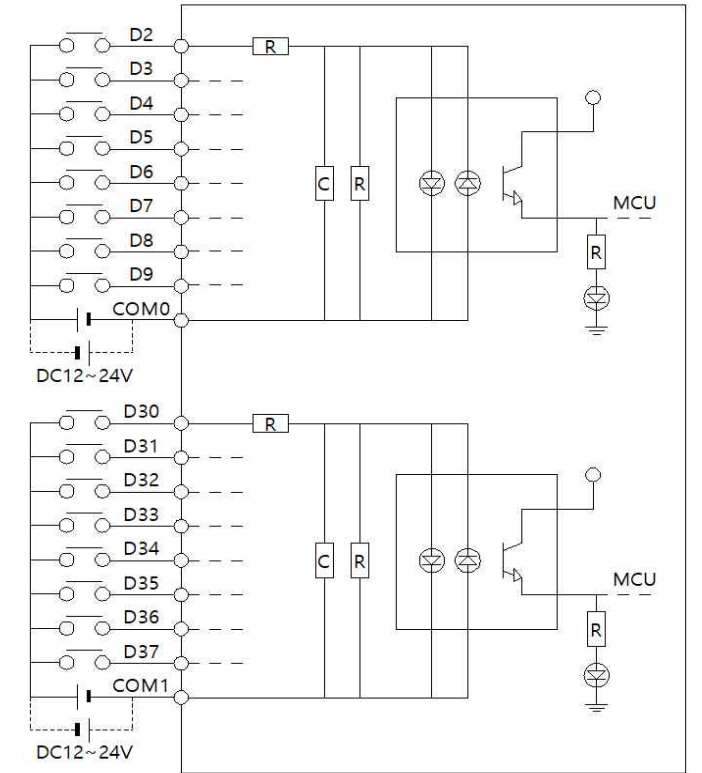 D2
R
D3
D4
D5
D6
C
R
D7
MCU
D8
R
D9
COM0
DC12~24V
D30
R
D31
D32
D33
D34
C
R
D35
MCU
D36
R
D37
COM1
DC12~24V